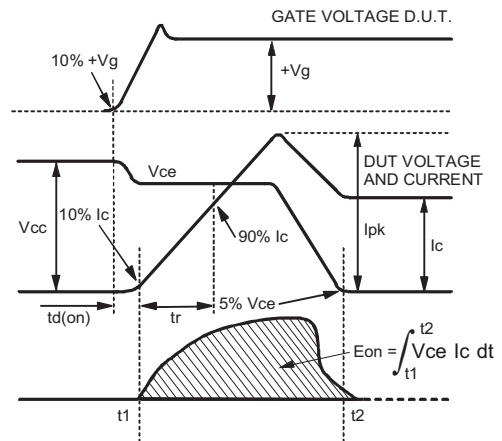 GATE VOLTAGE D.U.T.
10% +Vg
+Vg
Vce
DUT VOLTAGE
AND CURRENT
Vcc
10% Ic
90% Ic
Ipk
Ic
td(on)
tr
5% Vce
Eon = ∫ Vce Ic dt
t2
t1
t1
t2